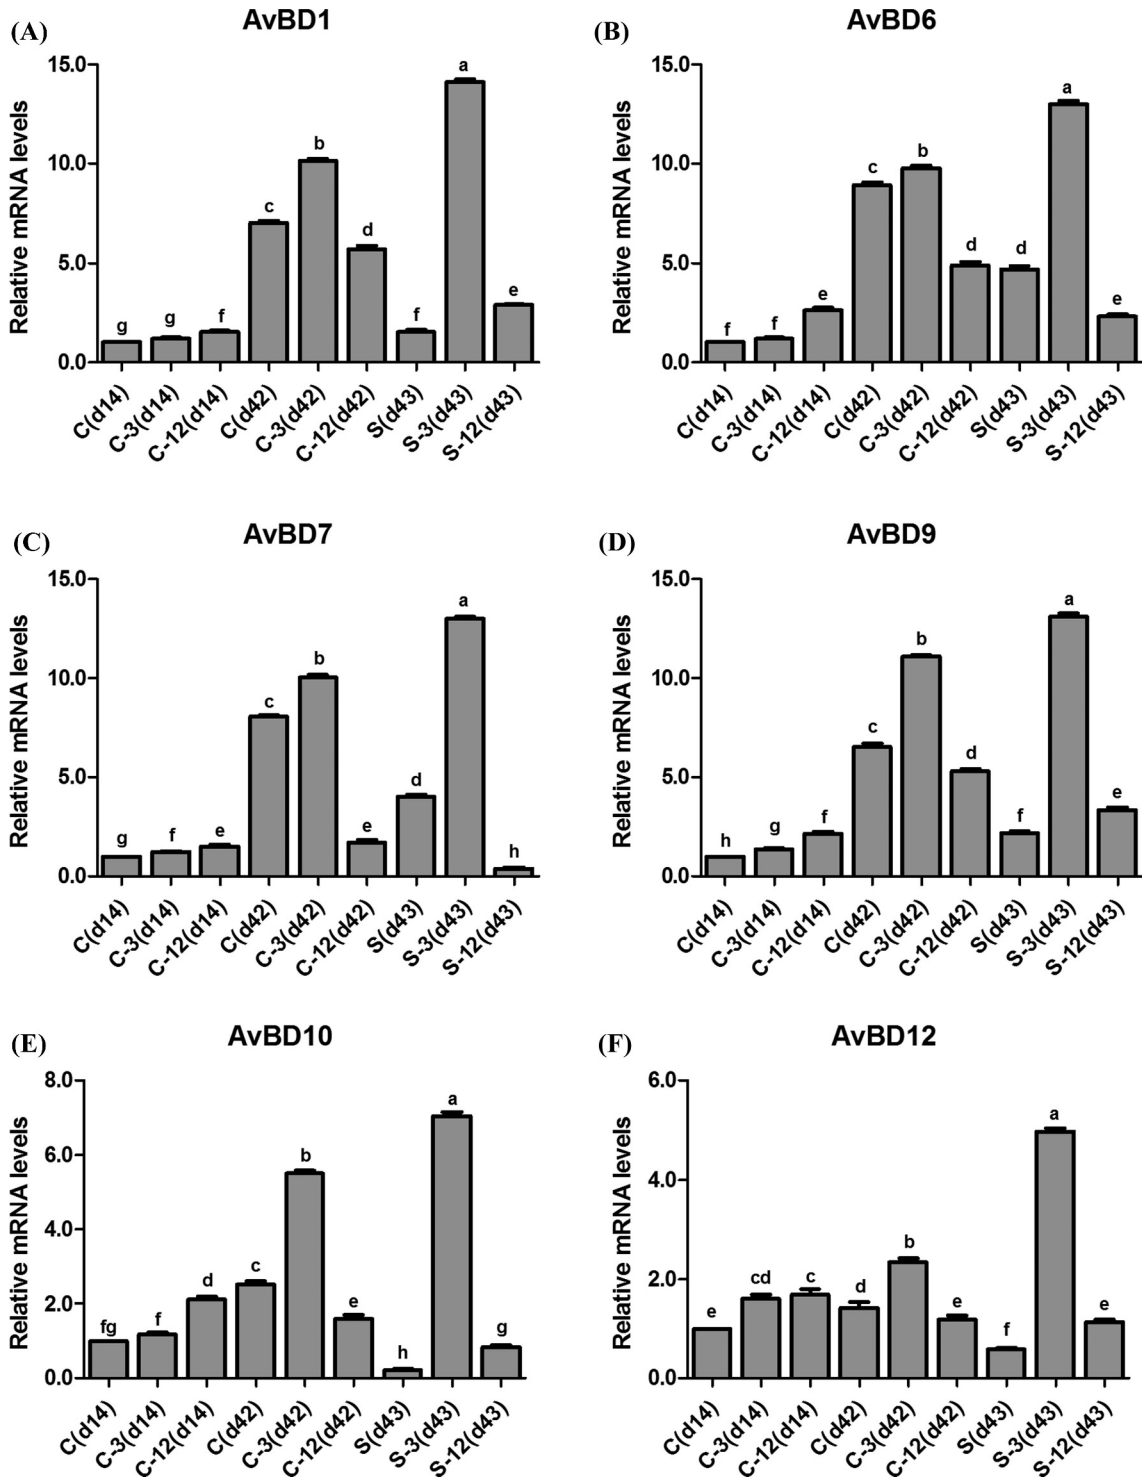 (A) AvBD1
Relative mRNA levels
15.0
10.0
5.0
0.0
g g f c b d f a e
C(d14) C-3(d14) C-12(d14) C(d42) C-3(d42) C-12(d42) S(d43) S-3(d43) S-12(d43)
(B) AvBD6
Relative mRNA levels
15.0
10.0
5.0
0.0
f f e c b d d a e
C(d14) C-3(d14) C-12(d14) C(d42) C-3(d42) C-12(d42) S(d43) S-3(d43) S-12(d43)
(C) AvBD7
Relative mRNA levels
15.0
10.0
5.0
0.0
g f e c b e d a h
C(d14) C-3(d14) C-12(d14) C(d42) C-3(d42) C-12(d42) S(d43) S-3(d43) S-12(d43)
(D) AvBD9
Relative mRNA levels
15.0
10.0
5.0
0.0
h g f c b d f a e
C(d14) C-3(d14) C-12(d14) C(d42) C-3(d42) C-12(d42) S(d43) S-3(d43) S-12(d43)
(E) AvBD10
Relative mRNA levels
8.0
6.0
4.0
2.0
0.0
fg f d c b e h a g
C(d14) C-3(d14) C-12(d14) C(d42) C-3(d42) C-12(d42) S(d43) S-3(d43) S-12(d43)
(F) AvBD12
Relative mRNA levels
6.0
4.0
2.0
0.0
e cd c d b e f a e
C(d14) C-3(d14) C-12(d14) C(d42) C-3(d42) C-12(d42) S(d43) S-3(d43) S-12(d43)